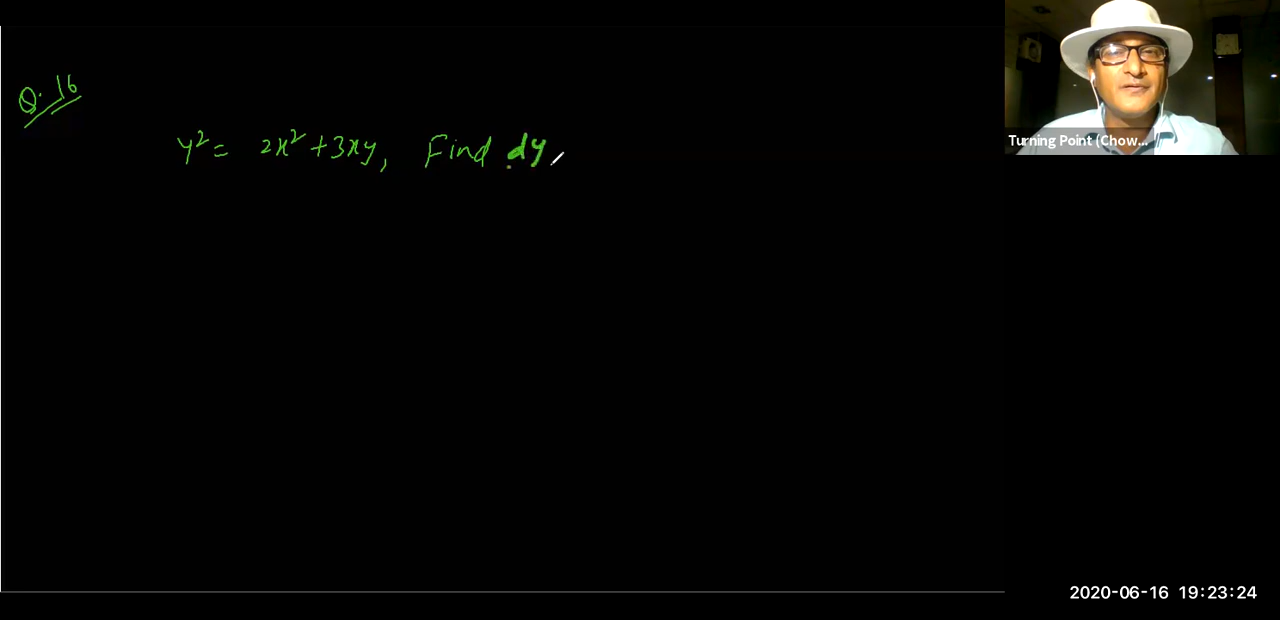 Q. 16
y² = 2x² + 3xy, Find dy
Turning Point (Chow...
2020-06-16 19:23:24